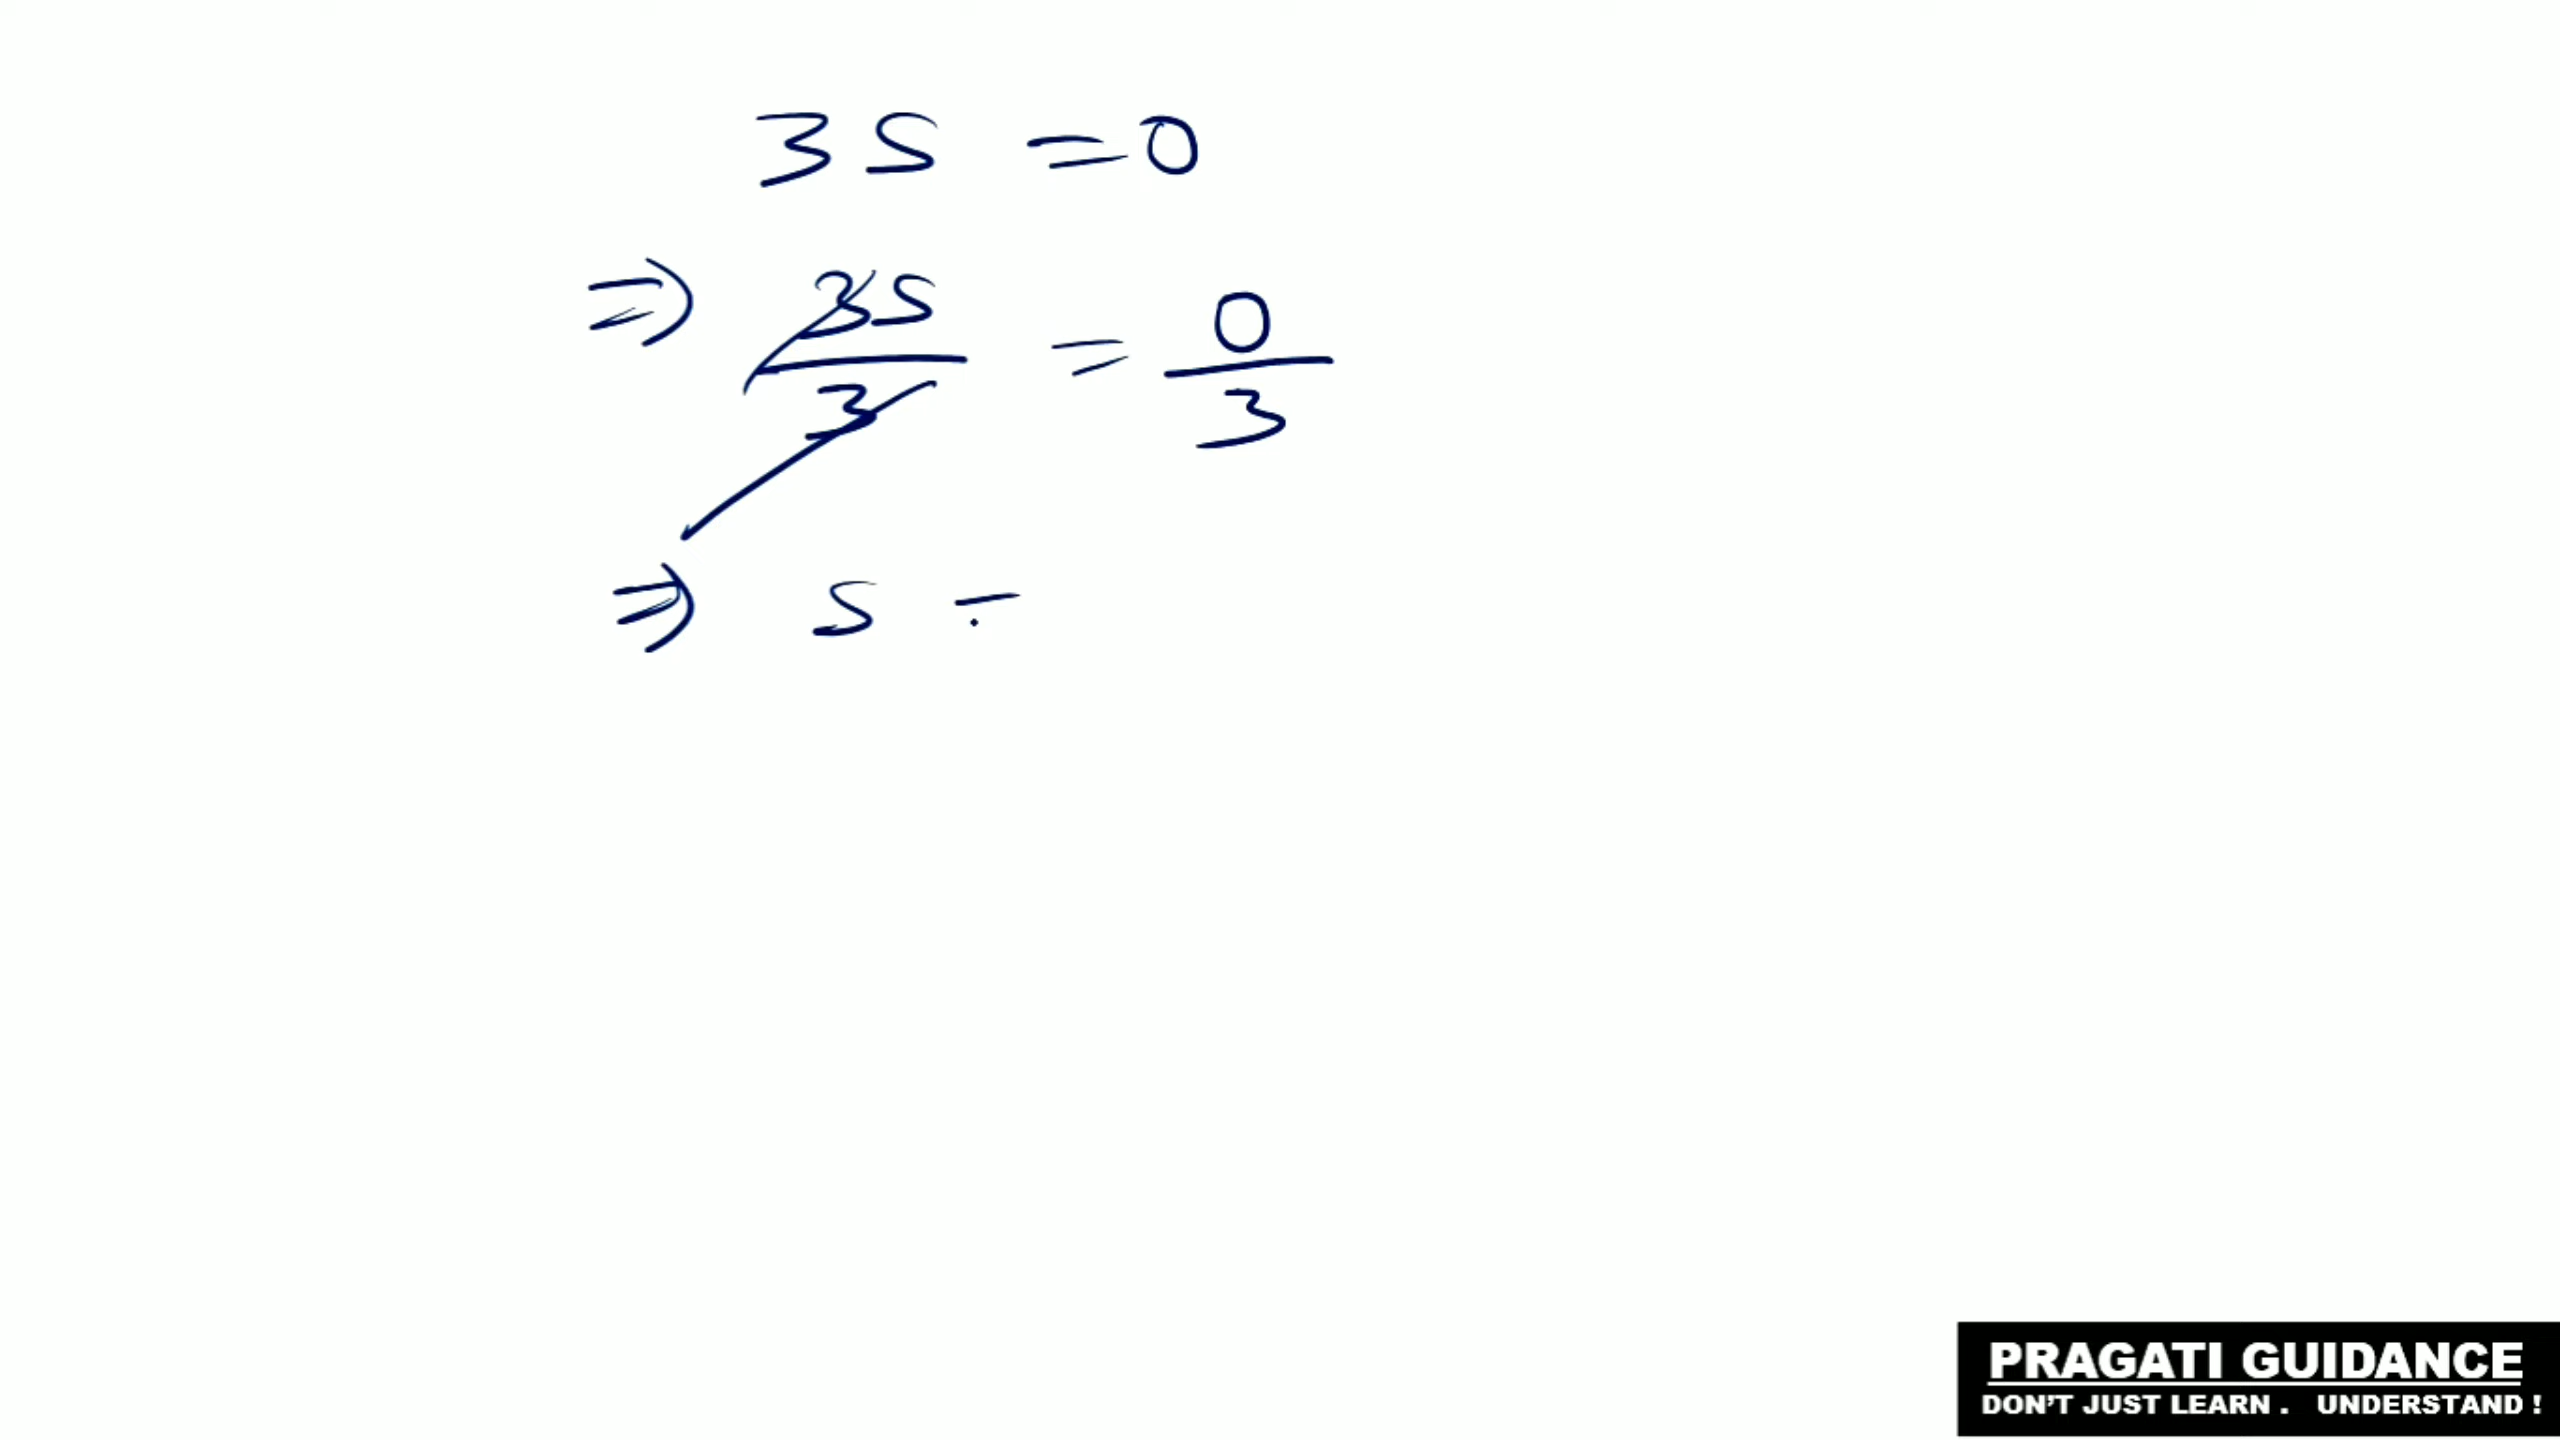 3S = 0
⇒ 3S/3 = 0/3
⇒ S =
PRAGATI GUIDANCE
DON'T JUST LEARN . UNDERSTAND !